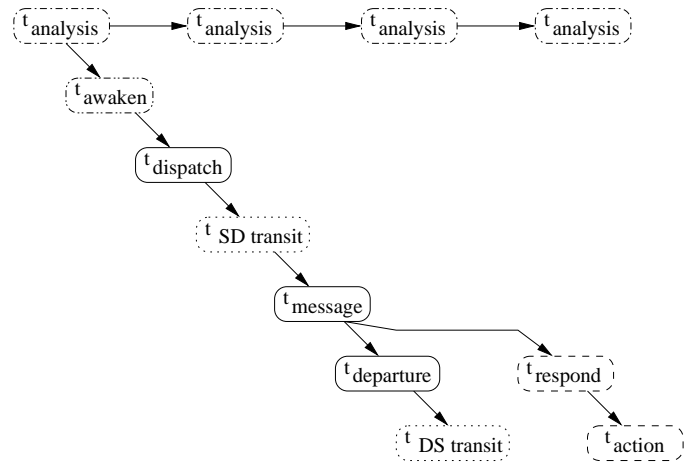 t analysis t analysis t analysis t analysis
t awaken
t dispatch
t SD transit
t message
t departure t respond
t DS transit t action